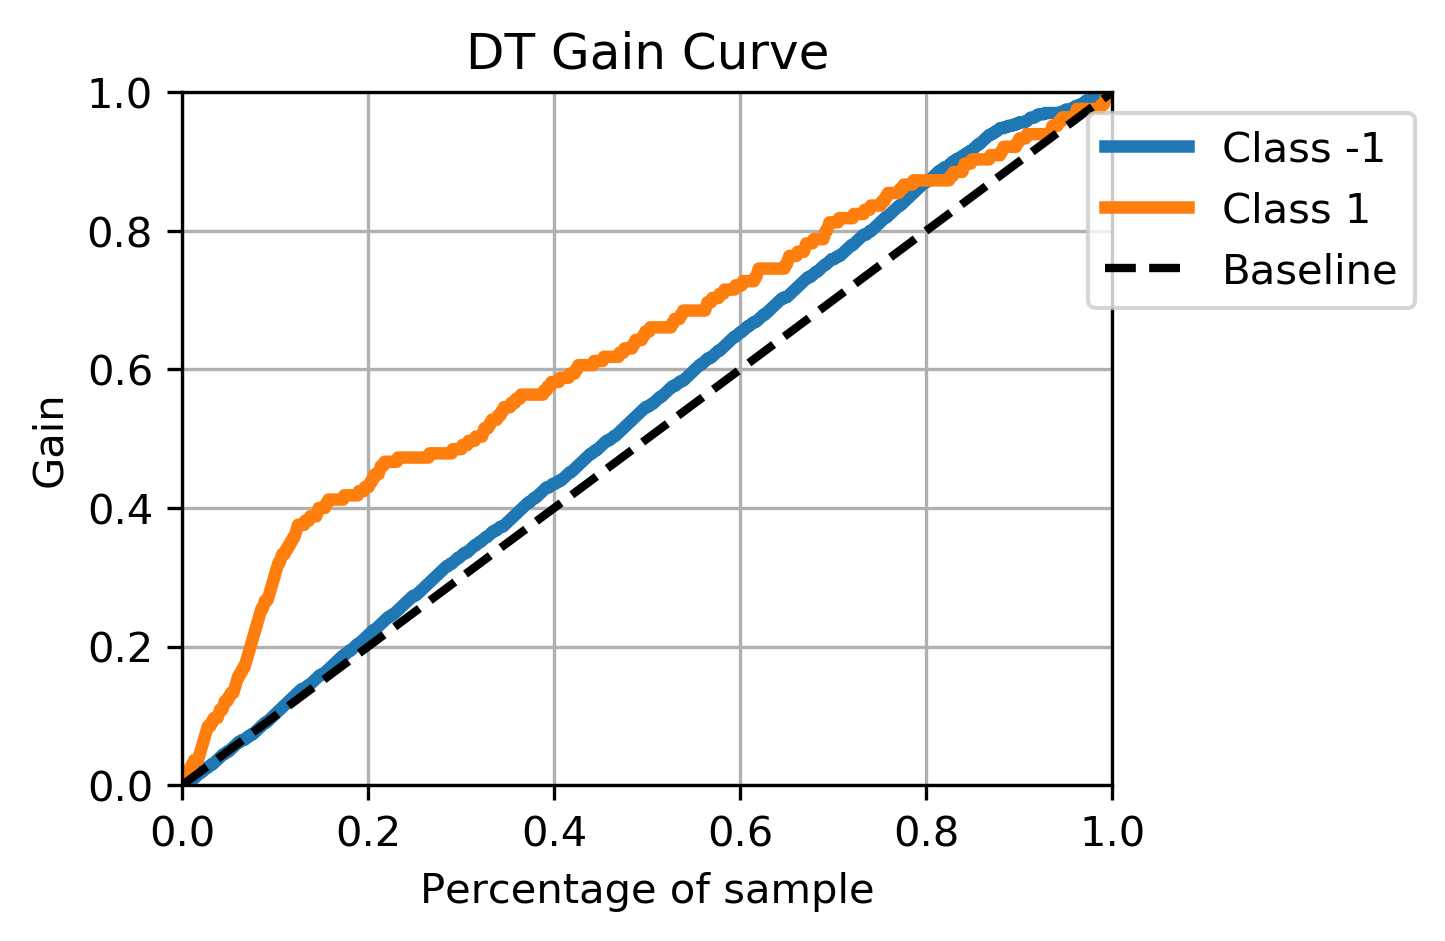 DT Gain Curve
1.0
0.8
0.6
0.4
0.2
0.0
Gain
0.0 0.2 0.4 0.6 0.8 1.0
Percentage of sample
Class -1
Class 1
Baseline